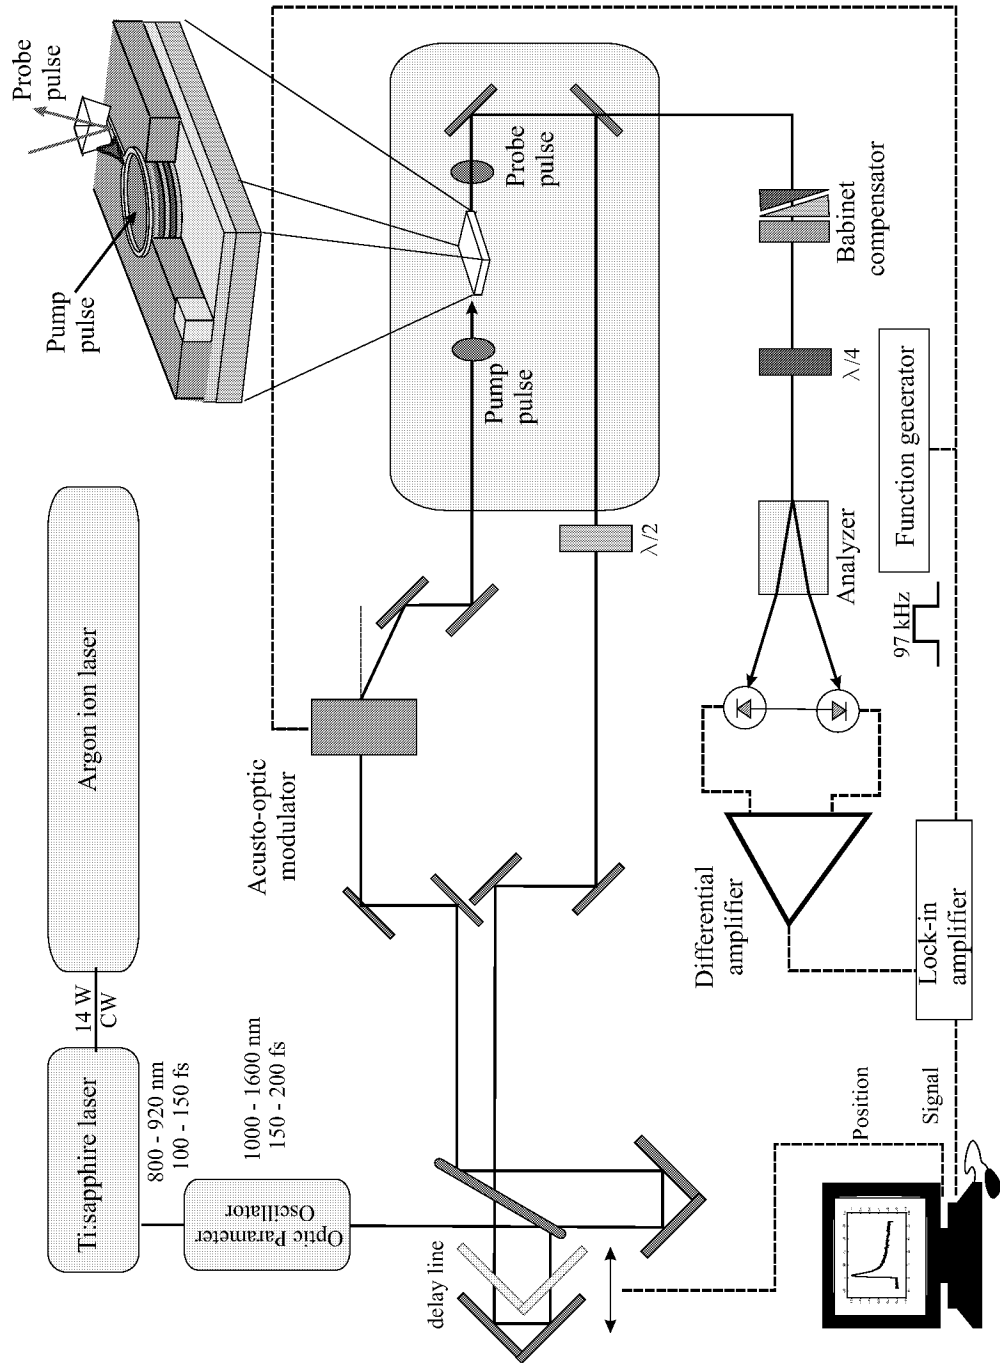 Ti:sapphire laser
14 W
CW
Argon ion laser
800 - 920 nm
100 - 150 fs
Optic Parameter
Oscillator
1000 - 1600 nm
150 - 200 fs
Acusto-optic
modulator
Pump
pulse
Probe
pulse
delay line
Pump
pulse
Probe
pulse
λ/2
Differential
amplifier
Analyzer
λ/4
Babinet
compensator
Position
Signal
Lock-in
amplifier
97 kHz
Function generator